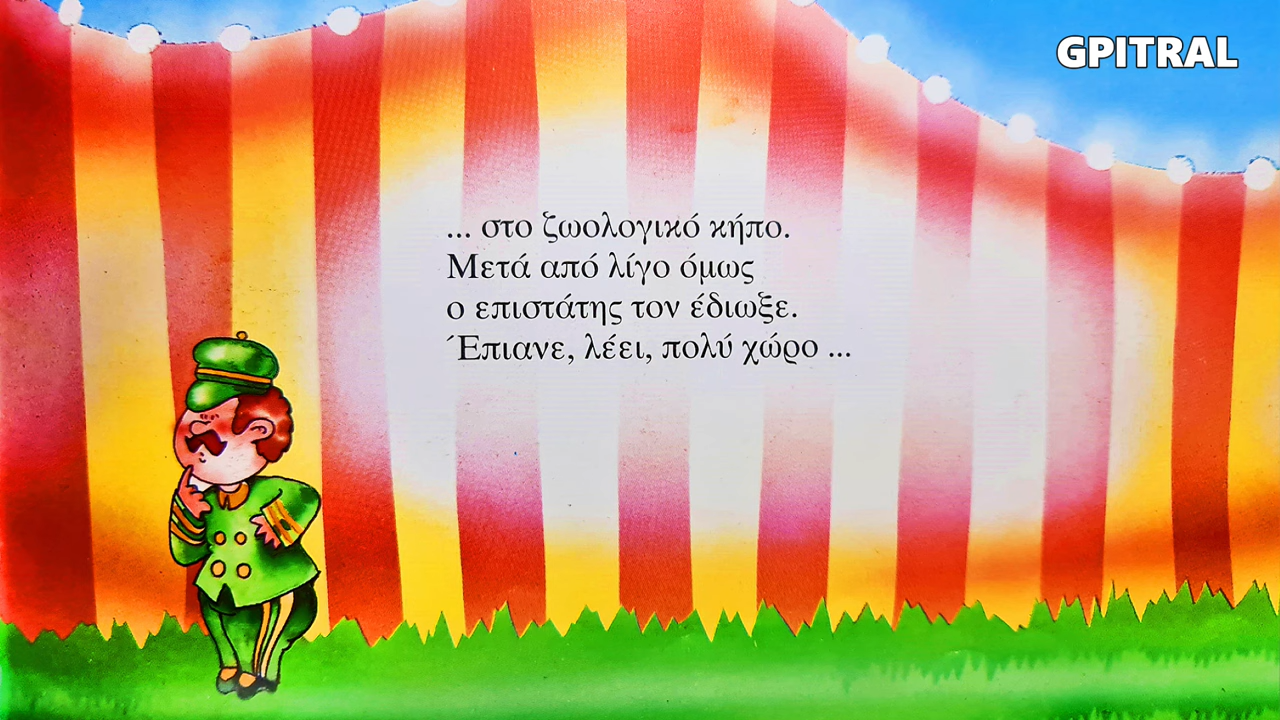 GPITRAL
... στο ζωολογικό κήπο.
Μετά από λίγο όμως
ο επιστάτης τον έδιωξε.
Έπιανε, λέει, πολύ χώρο ...